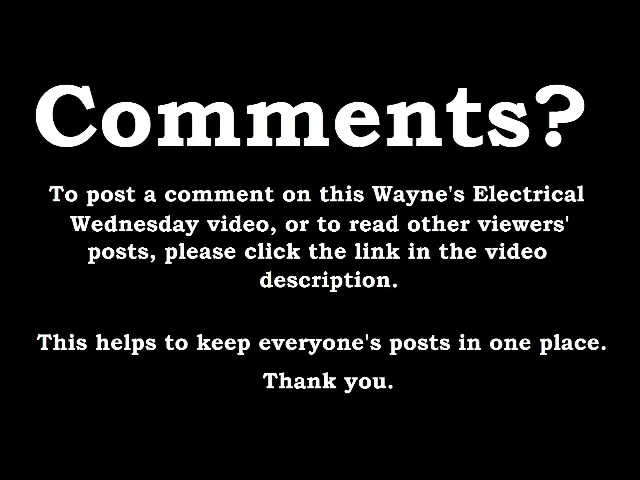 Comments?
To post a comment on this Wayne's Electrical
Wednesday video, or to read other viewers'
posts, please click the link in the video
description.
This helps to keep everyone's posts in one place.
Thank you.